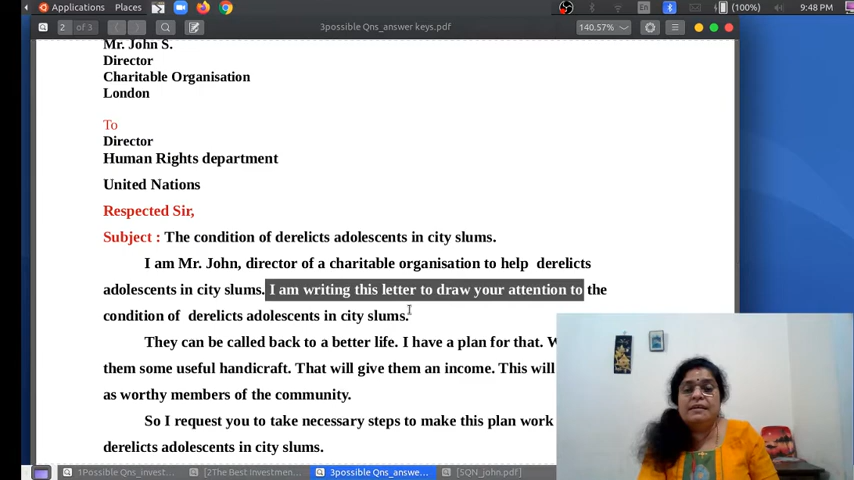 Applications Places En (100%) 9:48 PM
2 of 3 3possible Qns_answer keys.pdf 140.57%
Mr. John S.
Director
Charitable Organisation
London
To
Director
Human Rights department
United Nations
Respected Sir,
Subject : The condition of derelicts adolescents in city slums.
I am Mr. John, director of a charitable organisation to help derelicts
adolescents in city slums. I am writing this letter to draw your attention to the
condition of derelicts adolescents in city slums.
They can be called back to a better life. I have a plan for that. W
them some useful handicraft. That will give them an income. This will
as worthy members of the community.
So I request you to take necessary steps to make this plan work
derelicts adolescents in city slums.
1Possible Qns_invest... [2The Best Investmen... 3possible Qns_answe... [SQN_john.pdf]